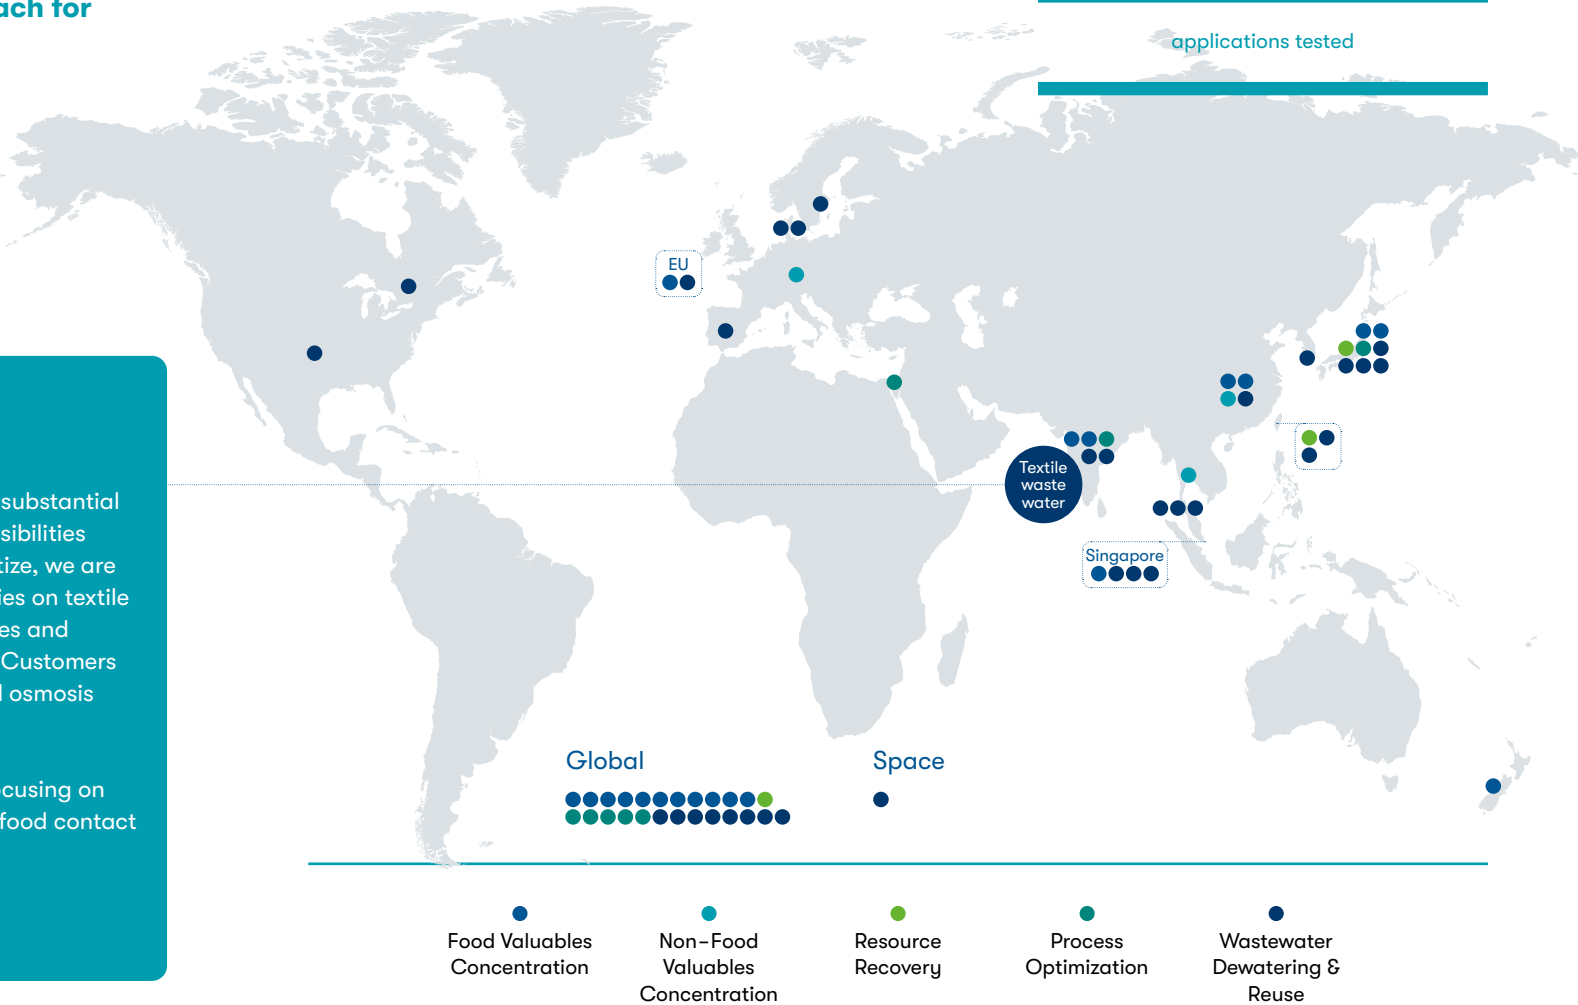 ach for
applications tested
EU
substantial
sibilities
tize, we are
ies on textile
es and
Customers
l osmosis
ocusing on
food contact
Textile
waste
water
Singapore
Global
Space
Food Valuables
Concentration
Non-Food
Valuables
Concentration
Resource
Recovery
Process
Optimization
Wastewater
Dewatering &
Reuse